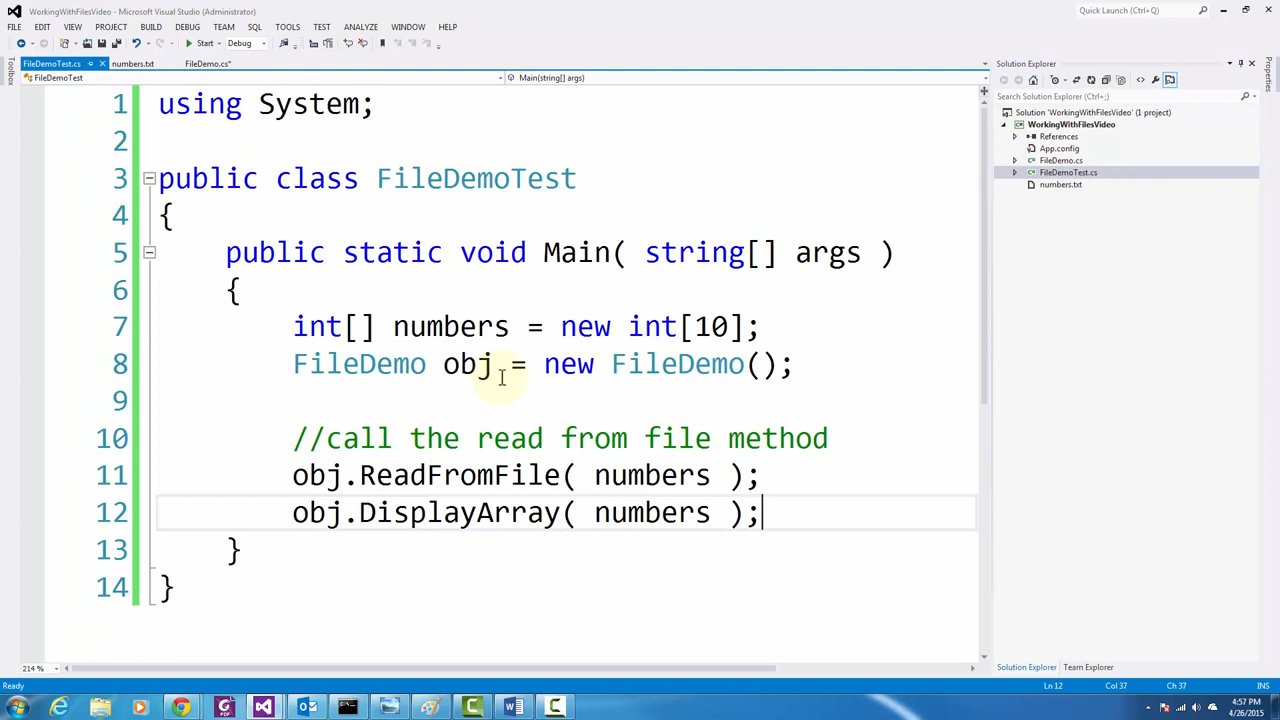 WorkingWithFilesVideo - Microsoft Visual Studio (Administrator)
Quick Launch (Ctrl+Q)
FILE EDIT VIEW PROJECT BUILD DEBUG TEAM SQL TOOLS TEST ANALYZE WINDOW HELP
Start Debug
FileDemoTest.cs numbers.txt FileDemo.cs*
FileDemoTest Main(string[] args)
Toolbox
1 using System;
2
3 public class FileDemoTest
4 {
5 public static void Main( string[] args )
6 {
7 int[] numbers = new int[10];
8 FileDemo obj = new FileDemo();
9
10 //call the read from file method
11 obj.ReadFromFile( numbers );
12 obj.DisplayArray( numbers );
13 }
14 }
214 %
Solution Explorer
Search Solution Explorer (Ctrl+;)
Solution 'WorkingWithFilesVideo' (1 project)
WorkingWithFilesVideo
References
App.config
FileDemo.cs
FileDemoTest.cs
numbers.txt
Solution Explorer Team Explorer
Properties
Ready Ln 12 Col 37 Ch 37 INS
PDF
4:57 PM
4/26/2015